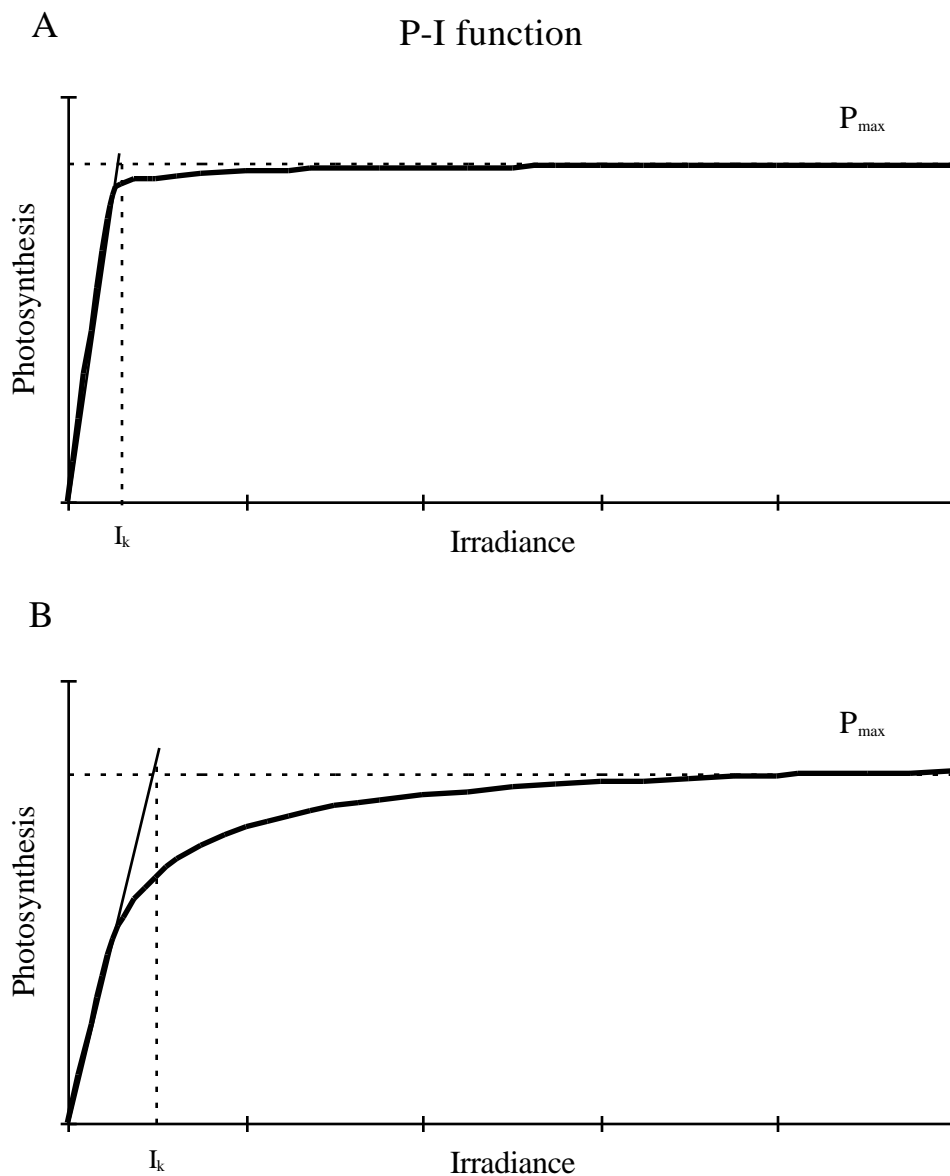 A
P-I function
Pmax
Photosynthesis
Ik
Irradiance
B
Pmax
Photosynthesis
Ik
Irradiance